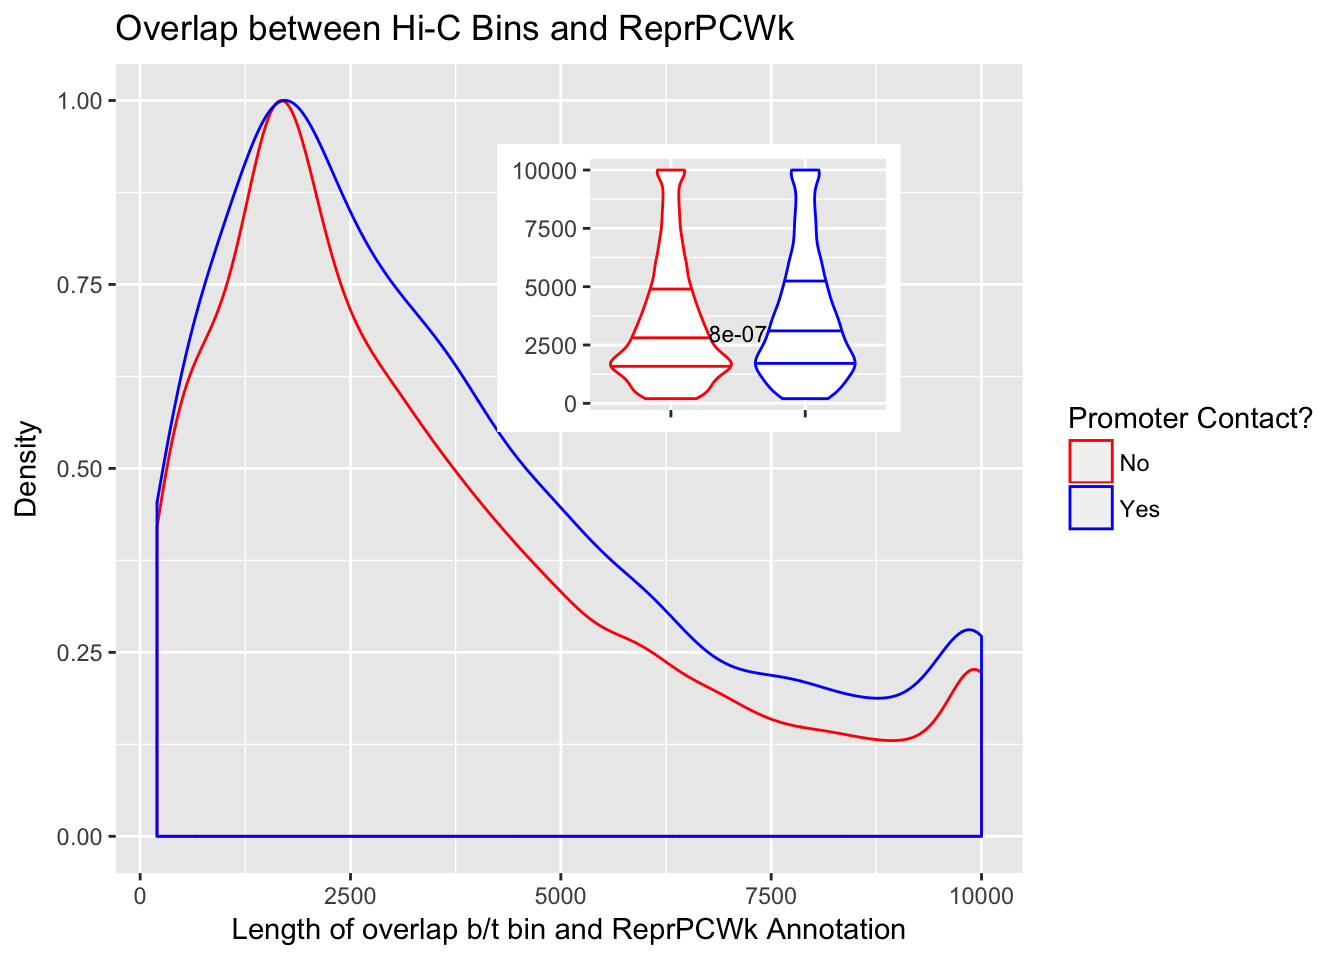 Overlap between Hi-C Bins and ReprPCWk
1.00
0.75
0.50
0.25
0.00
Density
10000
7500
5000
2500
0
8e-07
0
2500
5000
7500
10000
Length of overlap b/t bin and ReprPCWk Annotation
Promoter Contact?
No
Yes